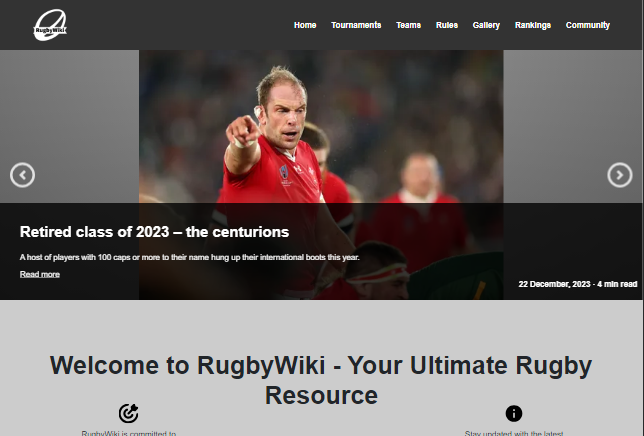 RugbyWiki
Home Tournaments Teams Rules Gallery Rankings Community
Retired class of 2023 – the centurions
A host of players with 100 caps or more to their name hung up their international boots this year.
Read more
22 December, 2023 - 4 min read
Welcome to RugbyWiki - Your Ultimate Rugby
Resource
RugbyWiki is committed to
Stay updated with the latest